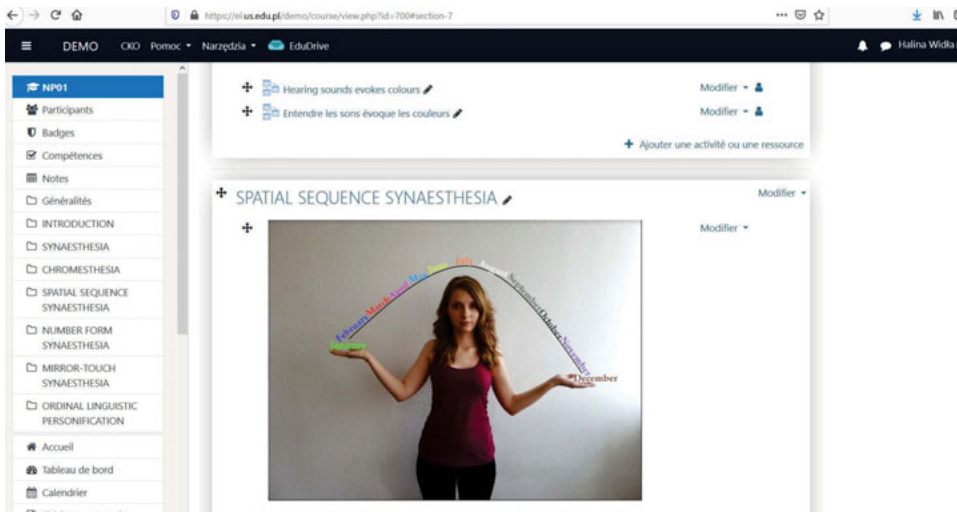 https://el.us.edu.pl/demo/course/view.php?id=700#section-7
DEMO CKO Pomoc Narzędzia EduDrive Halina Widła
NP01
Participants
Badges
Compétences
Notes
Généralités
INTRODUCTION
SYNAESTHESIA
CHROMESTHESIA
SPATIAL SEQUENCE
SYNAESTHESIA
NUMBER FORM
SYNAESTHESIA
MIRROR-TOUCH
SYNAESTHESIA
ORDINAL LINGUISTIC
PERSONIFICATION
Accueil
Tableau de bord
Calendrier
Hearing sounds evokes colours Modifier
Entendre les sons évoque les couleurs Modifier
Ajouter une activité ou une ressource
SPATIAL SEQUENCE SYNAESTHESIA Modifier
Modifier
January
February
March
April
May
June
July
August
September
October
November
December